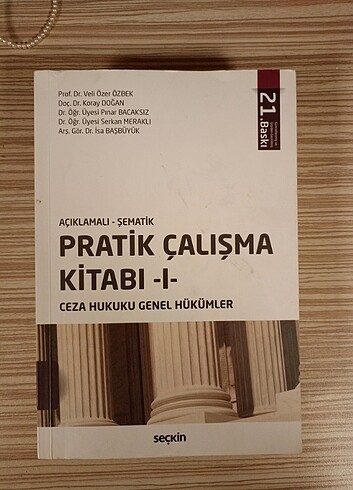 Prof. Dr. Veli Özer ÖZBEK
Doç. Dr. Koray DOĞAN
Dr. Öğr. Üyesi Pınar BACAKSIZ
Dr. Öğr. Üyesi Serkan MERAKLI
Arş. Gör. Dr. İsa BAŞBÜYÜK
21.Baskı
AÇIKLAMALI - ŞEMATİK
PRATİK ÇALIŞMA
KİTABI -I-
CEZA HUKUKU GENEL HÜKÜMLER
seçkin